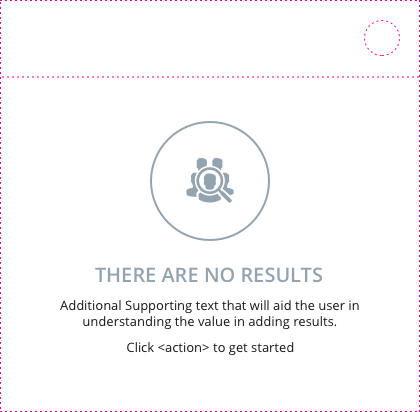 THERE ARE NO RESULTS
Additional Supporting text that will aid the user in
understanding the value in adding results.
Click <action> to get started